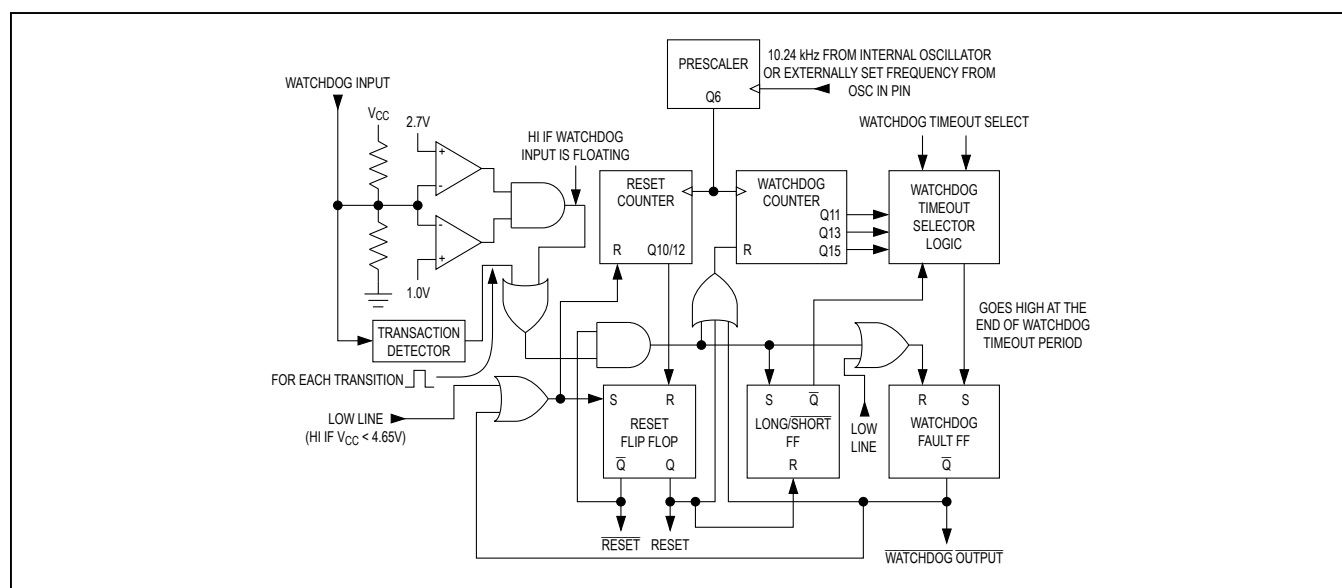 10.24 kHz FROM INTERNAL OSCILLATOR
OR EXTERNALLY SET FREQUENCY FROM
OSC IN PIN
PRESCALER
Q6
WATCHDOG INPUT
VCC
2.7V
+
-
HI IF WATCHDOG
INPUT IS FLOATING
WATCHDOG TIMEOUT SELECT
RESET
COUNTER
R
Q10/12
WATCHDOG
COUNTER
Q11
Q13
Q15
R
WATCHDOG
TIMEOUT
SELECTOR
LOGIC
-
+
1.0V
TRANSACTION
DETECTOR
GOES HIGH AT THE
END OF WATCHDOG
TIMEOUT PERIOD
FOR EACH TRANSITION
LOW LINE
(HI IF VCC < 4.65V)
S
R
RESET
FLIP FLOP
Q̅
Q
S
Q̅
LONG/S̅H̅O̅R̅T̅
FF
R
LOW
LINE
R
S
WATCHDOG
FAULT FF
Q̅
R̅E̅S̅E̅T̅
RESET
W̅A̅T̅C̅H̅D̅O̅G̅ O̅U̅T̅P̅U̅T̅